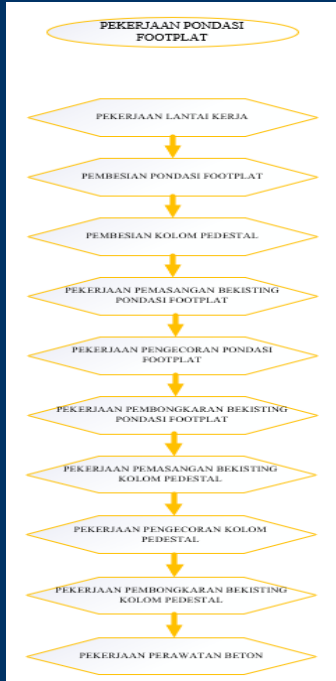 PEKERJAAN PONDASI
FOOTPLAT
PEKERJAAN LANTAI KERJA
PEMBESIAN PONDASI FOOTPLAT
PEMBESIAN KOLOM PEDESTAL
PEKERJAAN PEMASANGAN BEKISTING
PONDASI FOOTPLAT
PEKERJAAN PENGECORAN PONDASI
FOOTPLAT
PEKERJAAN PEMBONGKARAN BEKISTING
PONDASI FOOTPLAT
PEKERJAAN PEMASANGAN BEKISTING
KOLOM PEDESTAL
PEKERJAAN PENGECORAN KOLOM
PEDESTAL
PEKERJAAN PEMBONGKARAN BEKISTING
KOLOM PEDESTAL
PEKERJAAN PERAWATAN BETON